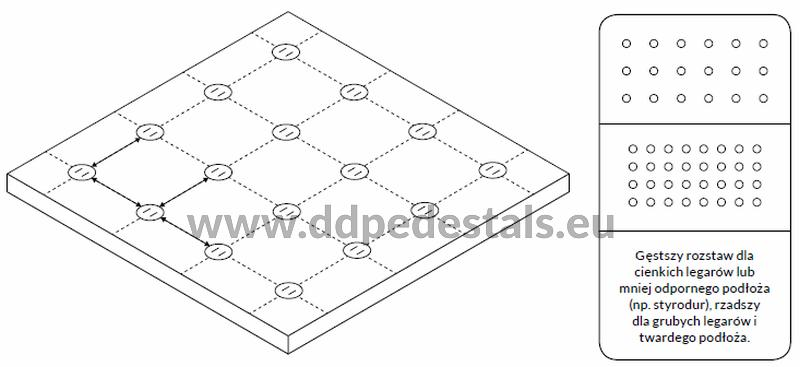 www.ddpedestals.eu
Gęstszy rozstaw dla
cienkich legarów lub
mniej odpornego podłoża
(np. styrodur), rzadszy
dla grubych legarów i
twardego podłoża.